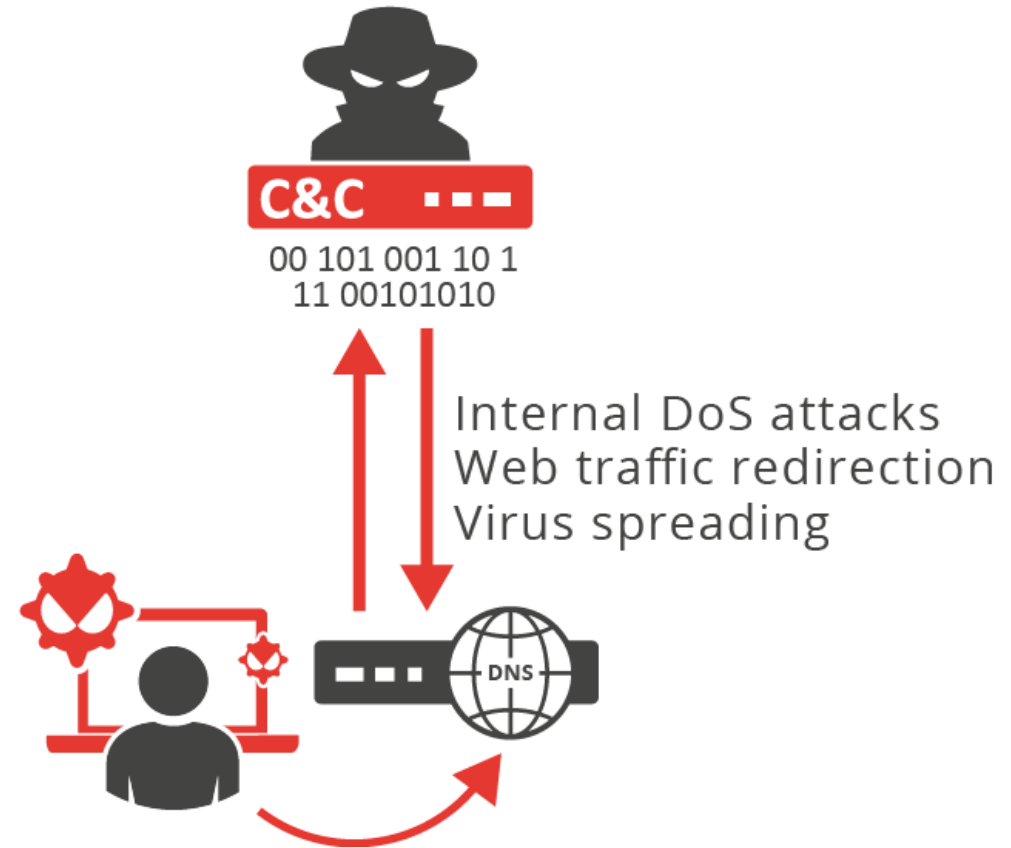 C&C
00 101 001 10 1
11 00101010
Internal DoS attacks
Web traffic redirection
Virus spreading
DNS